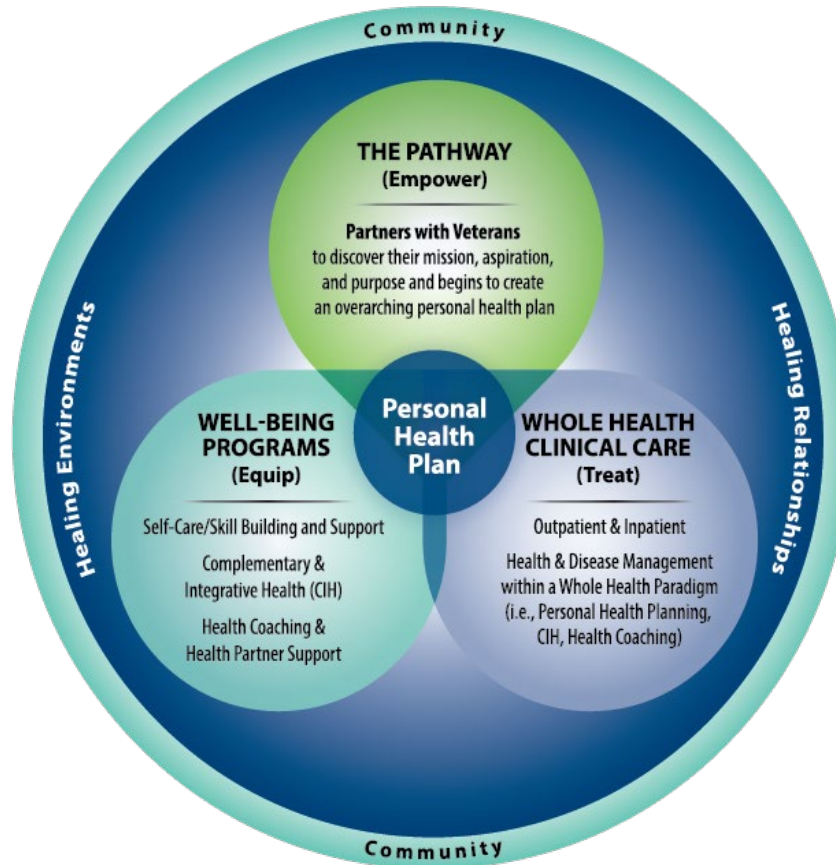 Community
THE PATHWAY
(Empower)
Partners with Veterans
to discover their mission, aspiration,
and purpose and begins to create
an overarching personal health plan
Healing Environments
Healing Relationships
Personal
Health
Plan
WELL-BEING
PROGRAMS
(Equip)
Self-Care/Skill Building and Support
Complementary &
Integrative Health (CIH)
Health Coaching &
Health Partner Support
WHOLE HEALTH
CLINICAL CARE
(Treat)
Outpatient & Inpatient
Health & Disease Management
within a Whole Health Paradigm
(i.e., Personal Health Planning,
CIH, Health Coaching)
Community